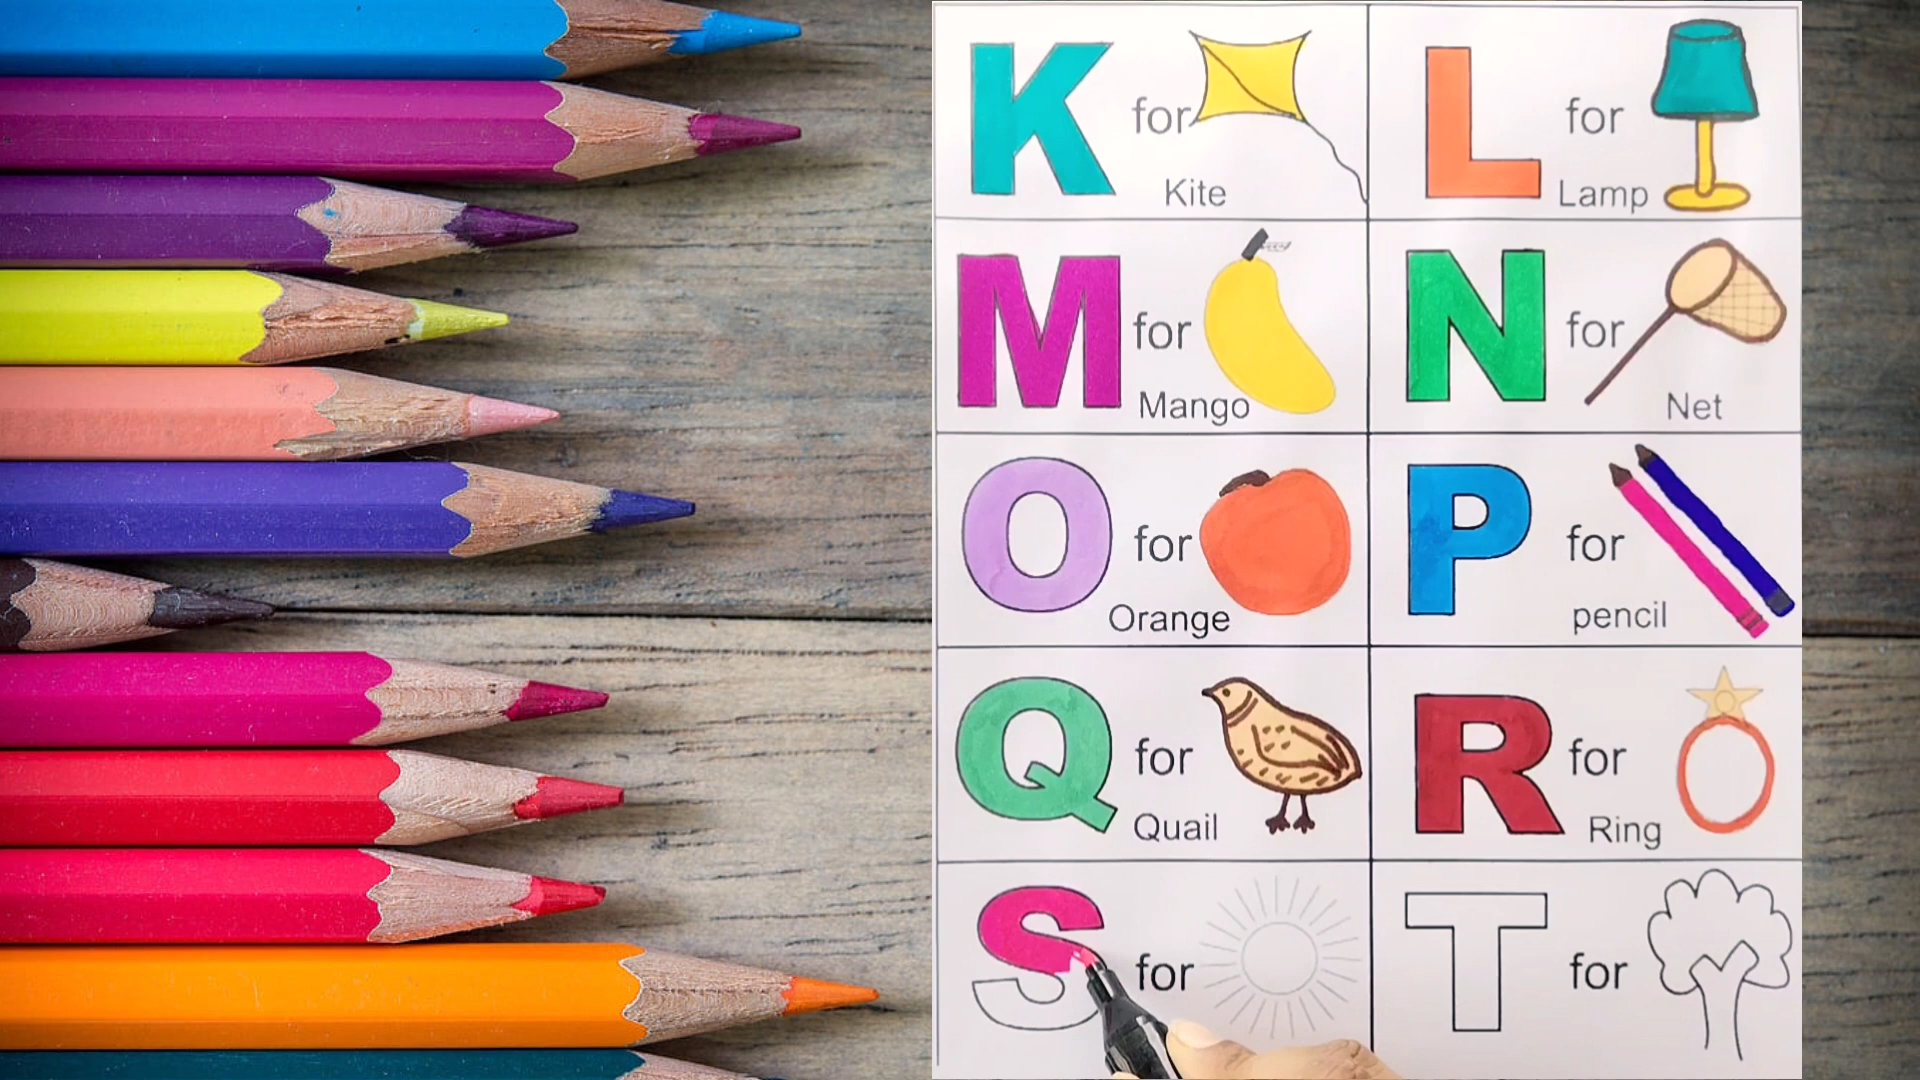 K for
Kite
L for
Lamp
M for
Mango
N for
Net
O for
Orange
P for
pencil
Q for
Quail
R for
Ring
S for
T for